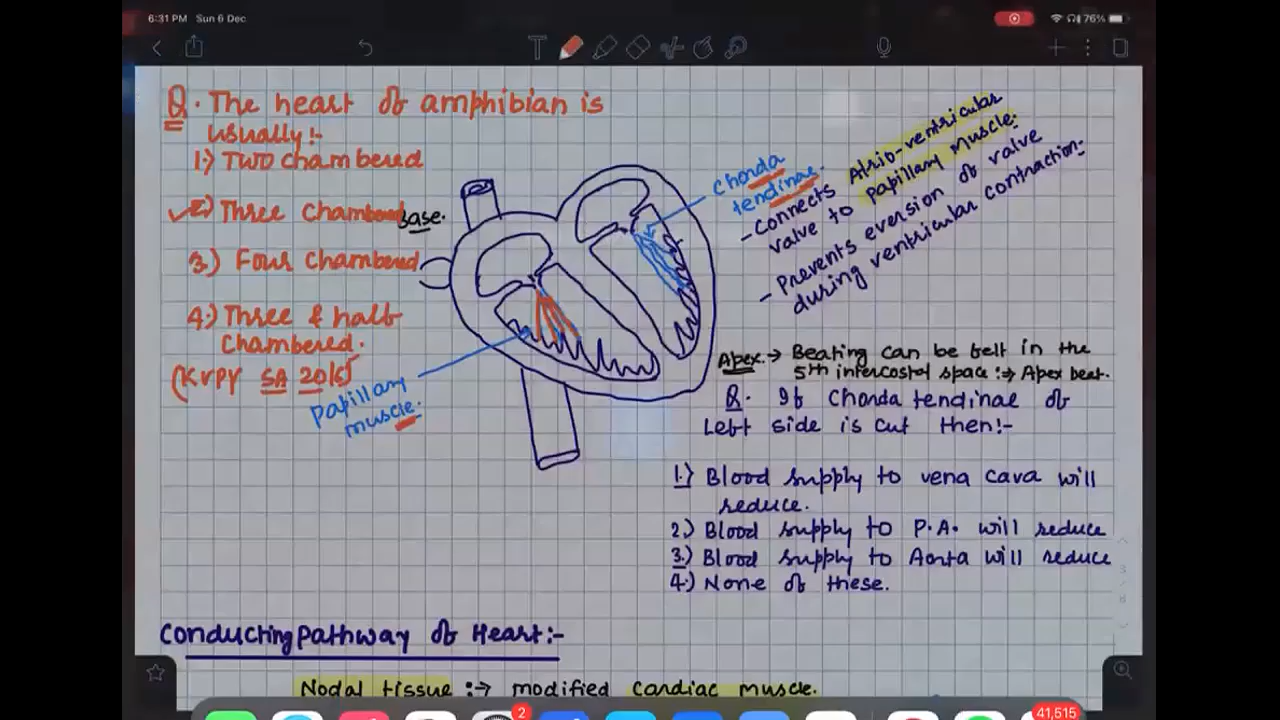 6:31 PM Sun 6 Dec
76%
Q. The heart of amphibian is
usually:-
1.) Two chambered
2.) Three chambered
3.) Four chambered
4.) Three & half
chambered.
(KVPY SA 2015)
Base.
Papillary
muscle.
Chorda
tendinae.
- Connects Atrio-ventricular
valve to papillary muscle.
- Prevents eversion of valve
during ventricular contraction.
Apex.→ Beating can be felt in the
5th intercostal space :→ Apex beat.
Q. If Chorda tendinae of
Left side is cut then:-
1.) Blood supply to vena cava will
reduce.
2.) Blood supply to P.A. will reduce
3.) Blood supply to Aorta will reduce
4.) None of these.
Conducting Pathway of Heart:-
Nodal tissue :→ modified cardiac muscle.
2
41,515